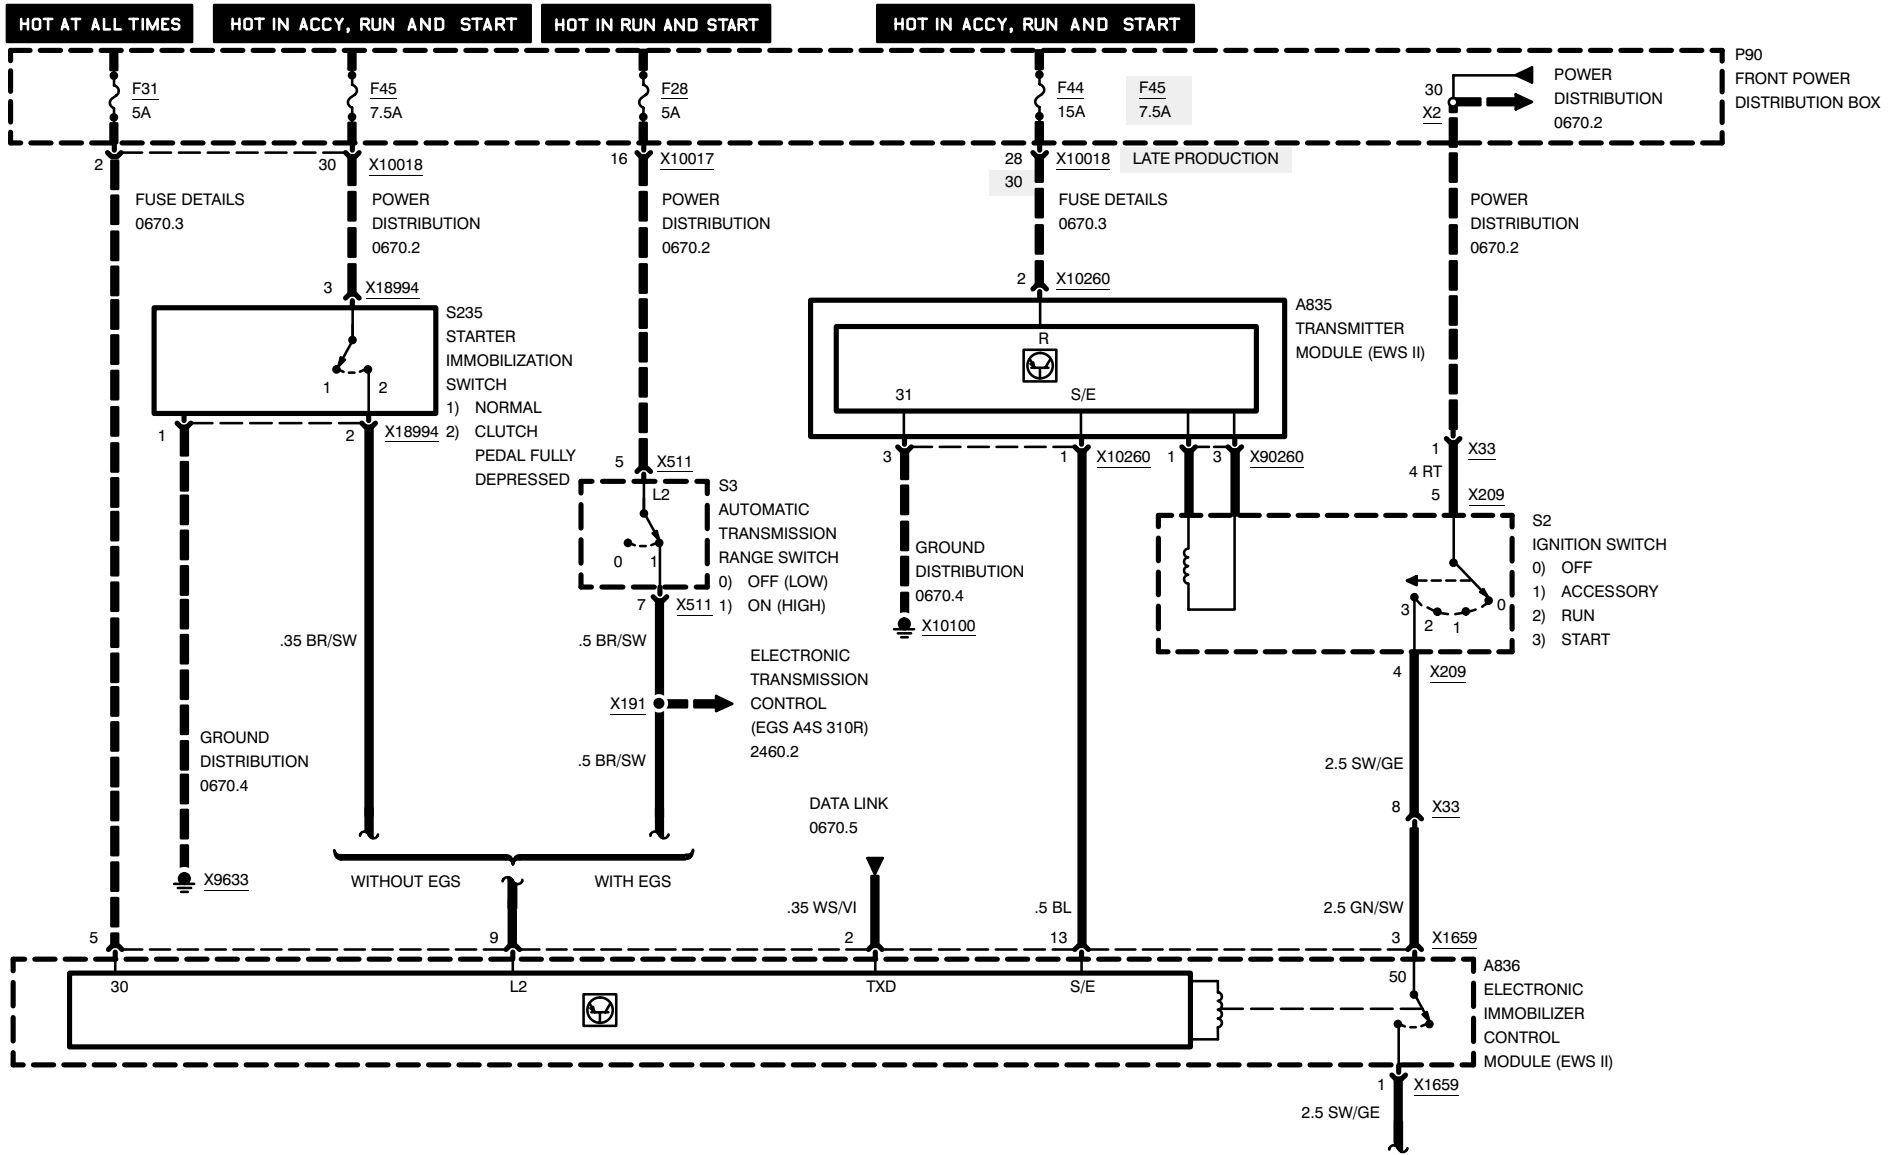 HOT AT ALL TIMES
HOT IN ACCY, RUN AND START
HOT IN RUN AND START
HOT IN ACCY, RUN AND START
P90
FRONT POWER
DISTRIBUTION BOX
F31
5A
F45
7.5A
F28
5A
F44
15A
F45
7.5A
30
X2
POWER
DISTRIBUTION
0670.2
2
30
X10018
16
X10017
28
X10018
LATE PRODUCTION
30
FUSE DETAILS
0670.3
POWER
DISTRIBUTION
0670.2
POWER
DISTRIBUTION
0670.2
FUSE DETAILS
0670.3
POWER
DISTRIBUTION
0670.2
3
X18994
2
X10260
S235
STARTER
IMMOBILIZATION
SWITCH
1) NORMAL
2) CLUTCH
PEDAL FULLY
DEPRESSED
1
2
1
2
X18994
A835
TRANSMITTER
MODULE (EWS II)
R
31
S/E
3
1
X10260
1
3
X90260
1
X33
4 RT
5
X209
5
X511
L2
0
1
S3
AUTOMATIC
TRANSMISSION
RANGE SWITCH
0) OFF (LOW)
1) ON (HIGH)
7
X511
GROUND
DISTRIBUTION
0670.4
X10100
S2
IGNITION SWITCH
0) OFF
1) ACCESSORY
2) RUN
3) START
3
2
1
0
4
X209
.35 BR/SW
.5 BR/SW
X191
ELECTRONIC
TRANSMISSION
CONTROL
(EGS A4S 310R)
2460.2
.5 BR/SW
GROUND
DISTRIBUTION
0670.4
X9633
2.5 SW/GE
8
X33
DATA LINK
0670.5
WITHOUT EGS
WITH EGS
.35 WS/VI
.5 BL
2.5 GN/SW
5
9
2
13
3
X1659
30
L2
TXD
S/E
50
A836
ELECTRONIC
IMMOBILIZER
CONTROL
MODULE (EWS II)
1
X1659
2.5 SW/GE